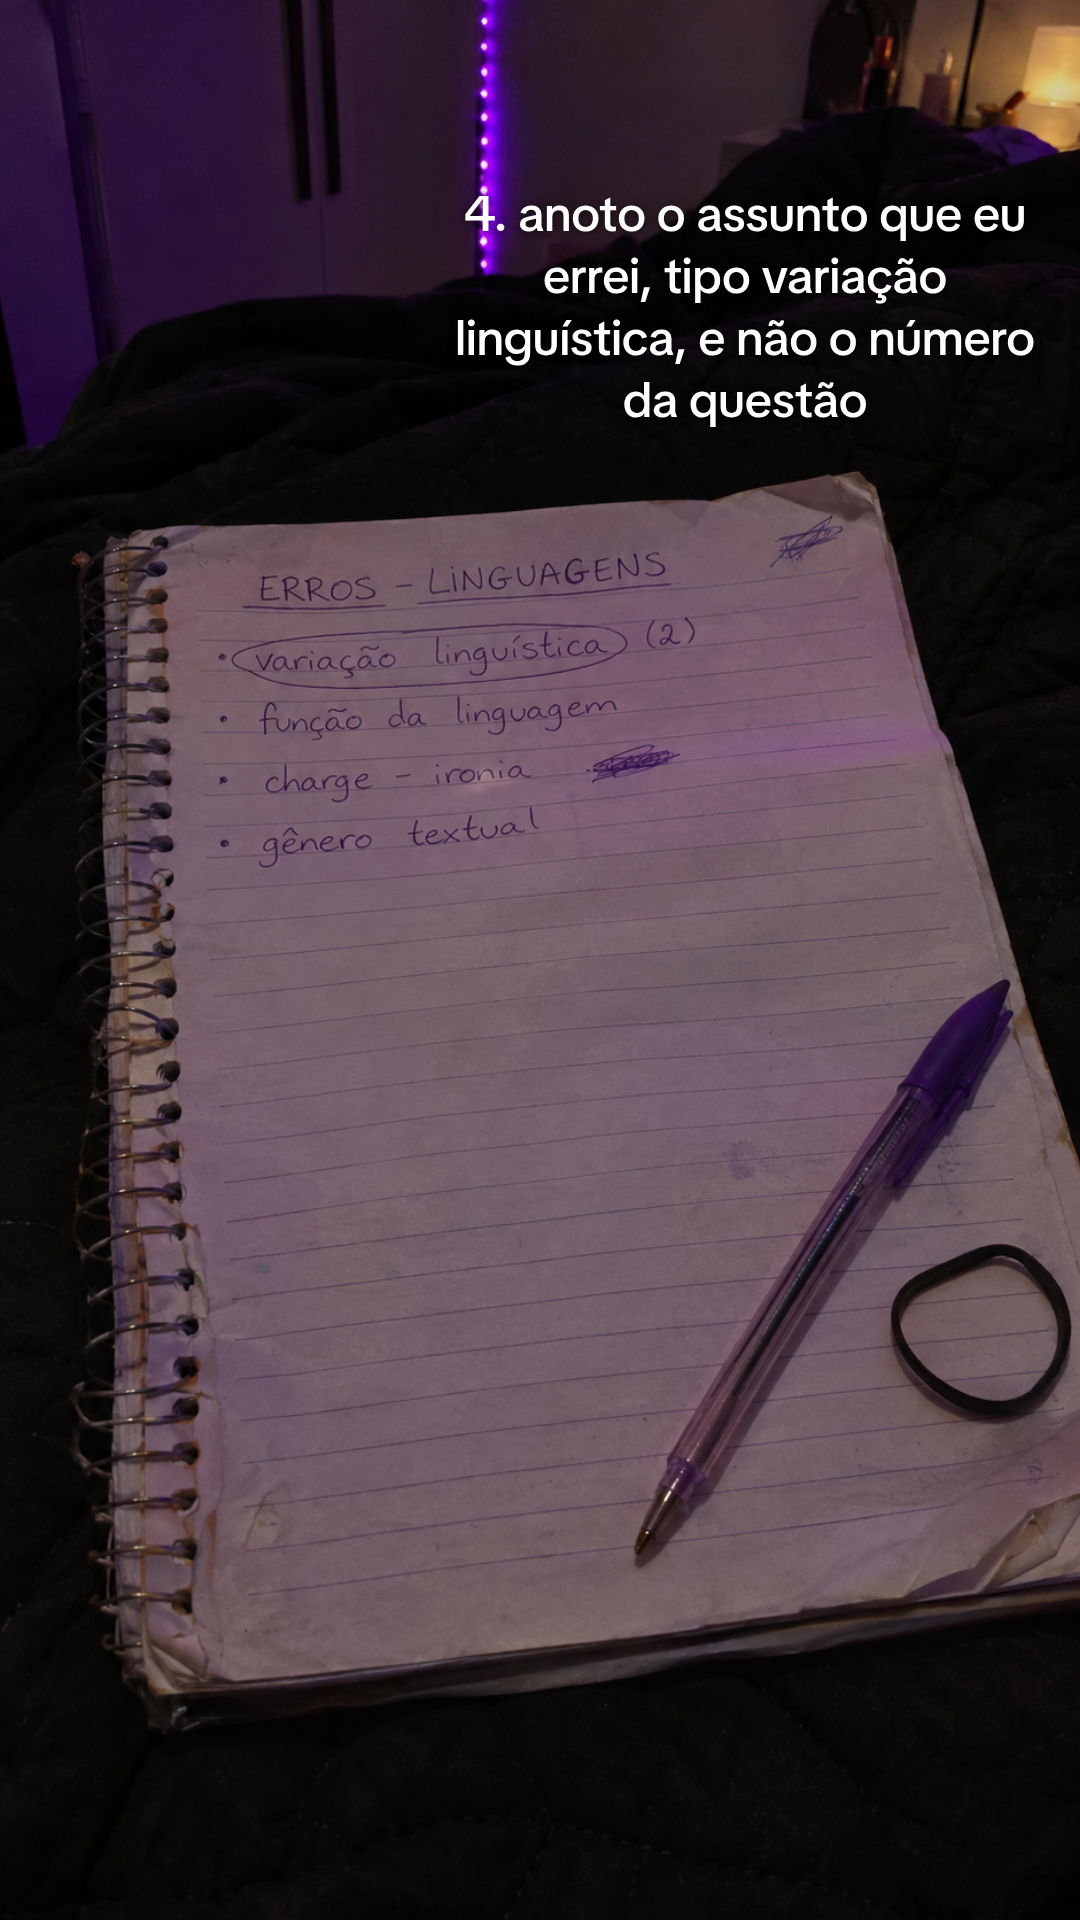 4. anoto o assunto que eu
errei, tipo variação
linguística, e não o número
da questão
ERROS - LINGUAGENS
• variação linguística (2)
• função da linguagem
• charge - ironia
• gênero textual